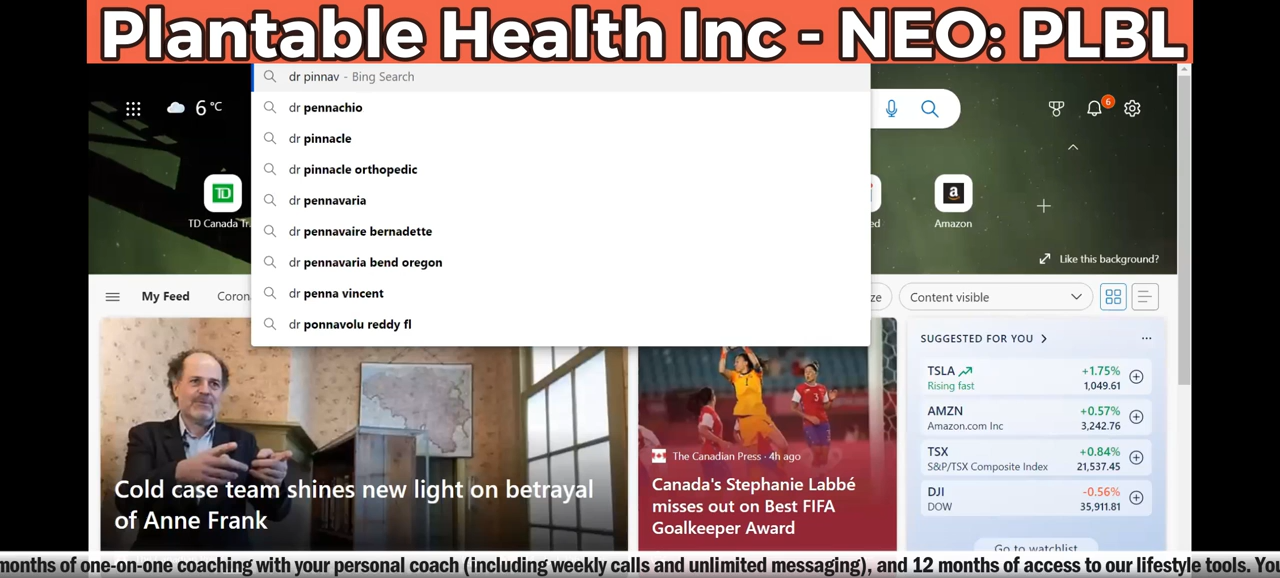 Plantable Health Inc - NEO: PLBL
dr pinnav - Bing Search
dr pennachio
dr pinnacle
dr pinnacle orthopedic
dr pennavaria
dr pennavaire bernadette
dr pennavaria bend oregon
dr penna vincent
dr ponnavolu reddy fl
6 °C
6
TD
TD Canada Tr
ed
a
Amazon
Like this background?
My Feed
Coron
ze
Content visible
Cold case team shines new light on betrayal
of Anne Frank
The Canadian Press · 4h ago
Canada's Stephanie Labbé
misses out on Best FIFA
Goalkeeper Award
SUGGESTED FOR YOU
TSLA
+1.75%
Rising fast
1,049.61
AMZN
+0.57%
Amazon.com Inc
3,242.76
TSX
+0.84%
S&P/TSX Composite Index
21,537.45
DJI
-0.56%
DOW
35,911.81
Go to watchlist
months of one-on-one coaching with your personal coach (including weekly calls and unlimited messaging), and 12 months of access to our lifestyle tools. You